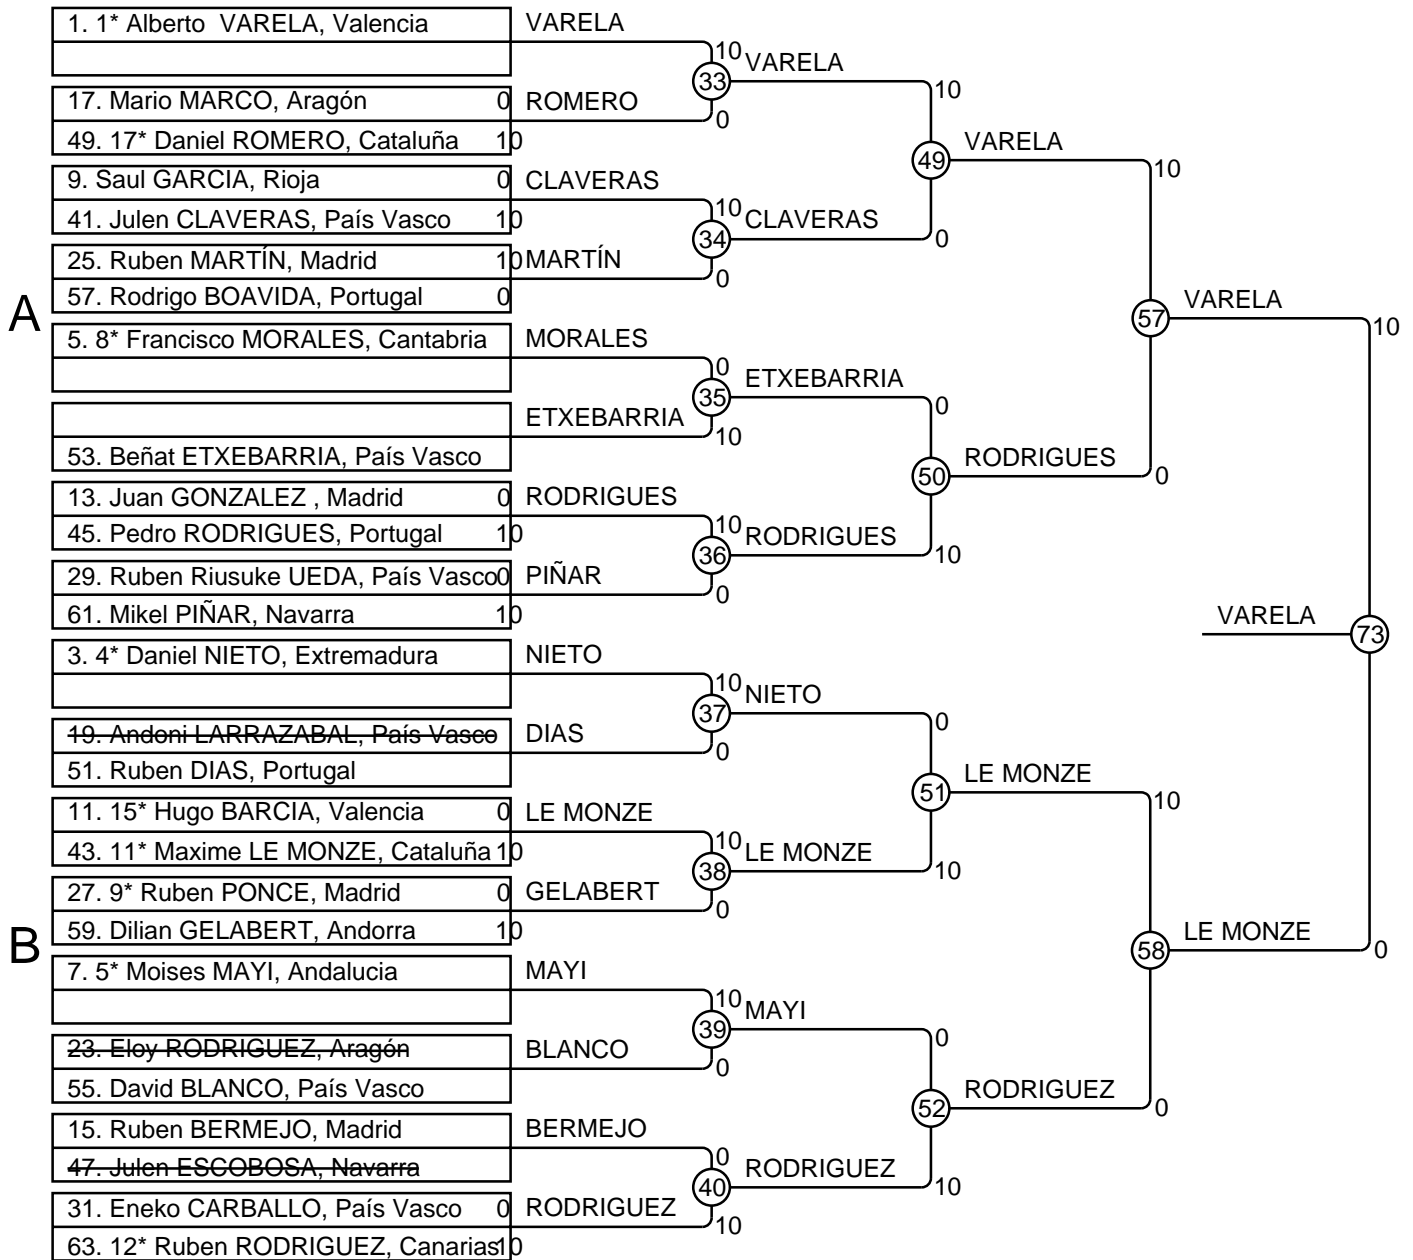 1. 1* Alberto  VARELA, Valencia
VARELA
10
VARELA
33
10
17. Mario MARCO, Aragón 0
ROMERO
0
49. 17* Daniel ROMERO, Cataluña 10
VARELA
49
10
9. Saul GARCIA, Rioja 0
CLAVERAS
10
CLAVERAS
41. Julen CLAVERAS, País Vasco 10
34
0
25. Ruben MARTÍN, Madrid 10
MARTÍN
0
57. Rodrigo BOAVIDA, Portugal 0
A
VARELA
57
10
5. 8* Francisco MORALES, Cantabria
MORALES
0
ETXEBARRIA
35
0
ETXEBARRIA
10
53. Beñat ETXEBARRIA, País Vasco
RODRIGUES
50
0
13. Juan GONZALEZ , Madrid 0
RODRIGUES
10
RODRIGUES
45. Pedro RODRIGUES, Portugal 10
36
10
29. Ruben Riusuke UEDA, País Vasco 0
PIÑAR
0
61. Mikel PIÑAR, Navarra 10
VARELA
73
3. 4* Daniel NIETO, Extremadura
NIETO
10
NIETO
37
0
19. Andoni LARRAZABAL, País Vasco
DIAS
0
51. Ruben DIAS, Portugal
LE MONZE
51
10
11. 15* Hugo BARCIA, Valencia 0
LE MONZE
10
LE MONZE
43. 11* Maxime LE MONZE, Cataluña 10
38
10
27. 9* Ruben PONCE, Madrid 0
GELABERT
0
59. Dilian GELABERT, Andorra 10
B
LE MONZE
58
0
7. 5* Moises MAYI, Andalucia
MAYI
10
MAYI
39
0
23. Eloy RODRIGUEZ, Aragón
BLANCO
0
55. David BLANCO, País Vasco
RODRIGUEZ
52
0
15. Ruben BERMEJO, Madrid
BERMEJO
0
RODRIGUEZ
47. Julen ESCOBOSA, Navarra
40
10
31. Eneko CARBALLO, País Vasco 0
RODRIGUEZ
10
63. 12* Ruben RODRIGUEZ, Canarias 10